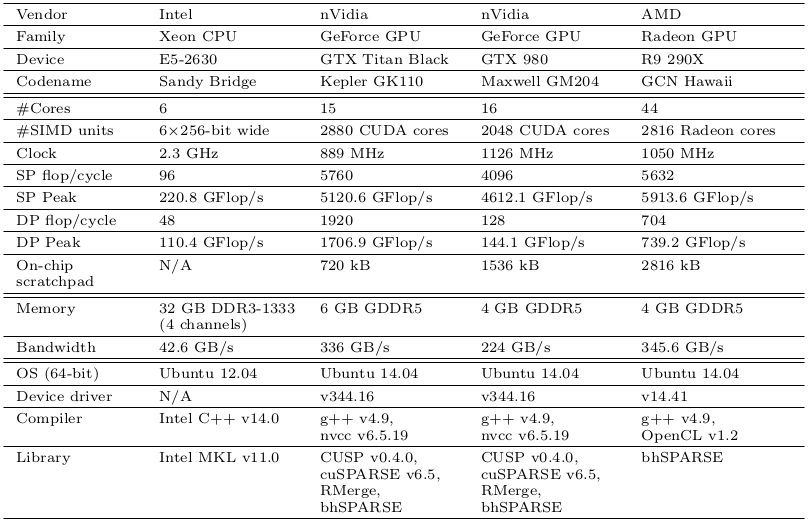 Vendor Intel nVidia nVidia AMD
Family Xeon CPU GeForce GPU GeForce GPU Radeon GPU
Device E5-2630 GTX Titan Black GTX 980 R9 290X
Codename Sandy Bridge Kepler GK110 Maxwell GM204 GCN Hawaii
#Cores 6 15 16 44
#SIMD units 6×256-bit wide 2880 CUDA cores 2048 CUDA cores 2816 Radeon cores
Clock 2.3 GHz 889 MHz 1126 MHz 1050 MHz
SP flop/cycle 96 5760 4096 5632
SP Peak 220.8 GFlop/s 5120.6 GFlop/s 4612.1 GFlop/s 5913.6 GFlop/s
DP flop/cycle 48 1920 128 704
DP Peak 110.4 GFlop/s 1706.9 GFlop/s 144.1 GFlop/s 739.2 GFlop/s
On-chip N/A 720 kB 1536 kB 2816 kB
scratchpad
Memory 32 GB DDR3-1333 6 GB GDDR5 4 GB GDDR5 4 GB GDDR5
(4 channels)
Bandwidth 42.6 GB/s 336 GB/s 224 GB/s 345.6 GB/s
OS (64-bit) Ubuntu 12.04 Ubuntu 14.04 Ubuntu 14.04 Ubuntu 14.04
Device driver N/A v344.16 v344.16 v14.41
Compiler Intel C++ v14.0 g++ v4.9, g++ v4.9, g++ v4.9,
nvcc v6.5.19 nvcc v6.5.19 OpenCL v1.2
Library Intel MKL v11.0 CUSP v0.4.0, CUSP v0.4.0, bhSPARSE
cuSPARSE v6.5, cuSPARSE v6.5,
RMerge, RMerge,
bhSPARSE bhSPARSE